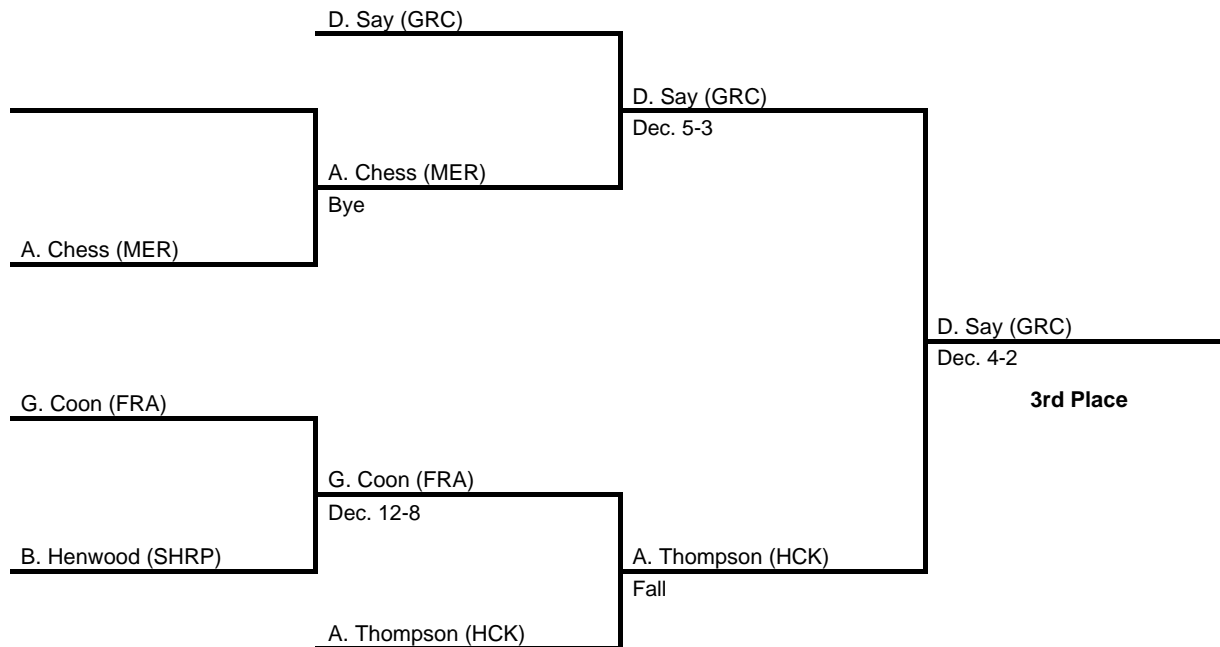 D. Say (GRC)
D. Say (GRC)
Dec. 5-3
A. Chess (MER)
Bye
A. Chess (MER)
D. Say (GRC)
Dec. 4-2
3rd Place
G. Coon (FRA)
G. Coon (FRA)
Dec. 12-8
B. Henwood (SHRP)
A. Thompson (HCK)
Fall
A. Thompson (HCK)